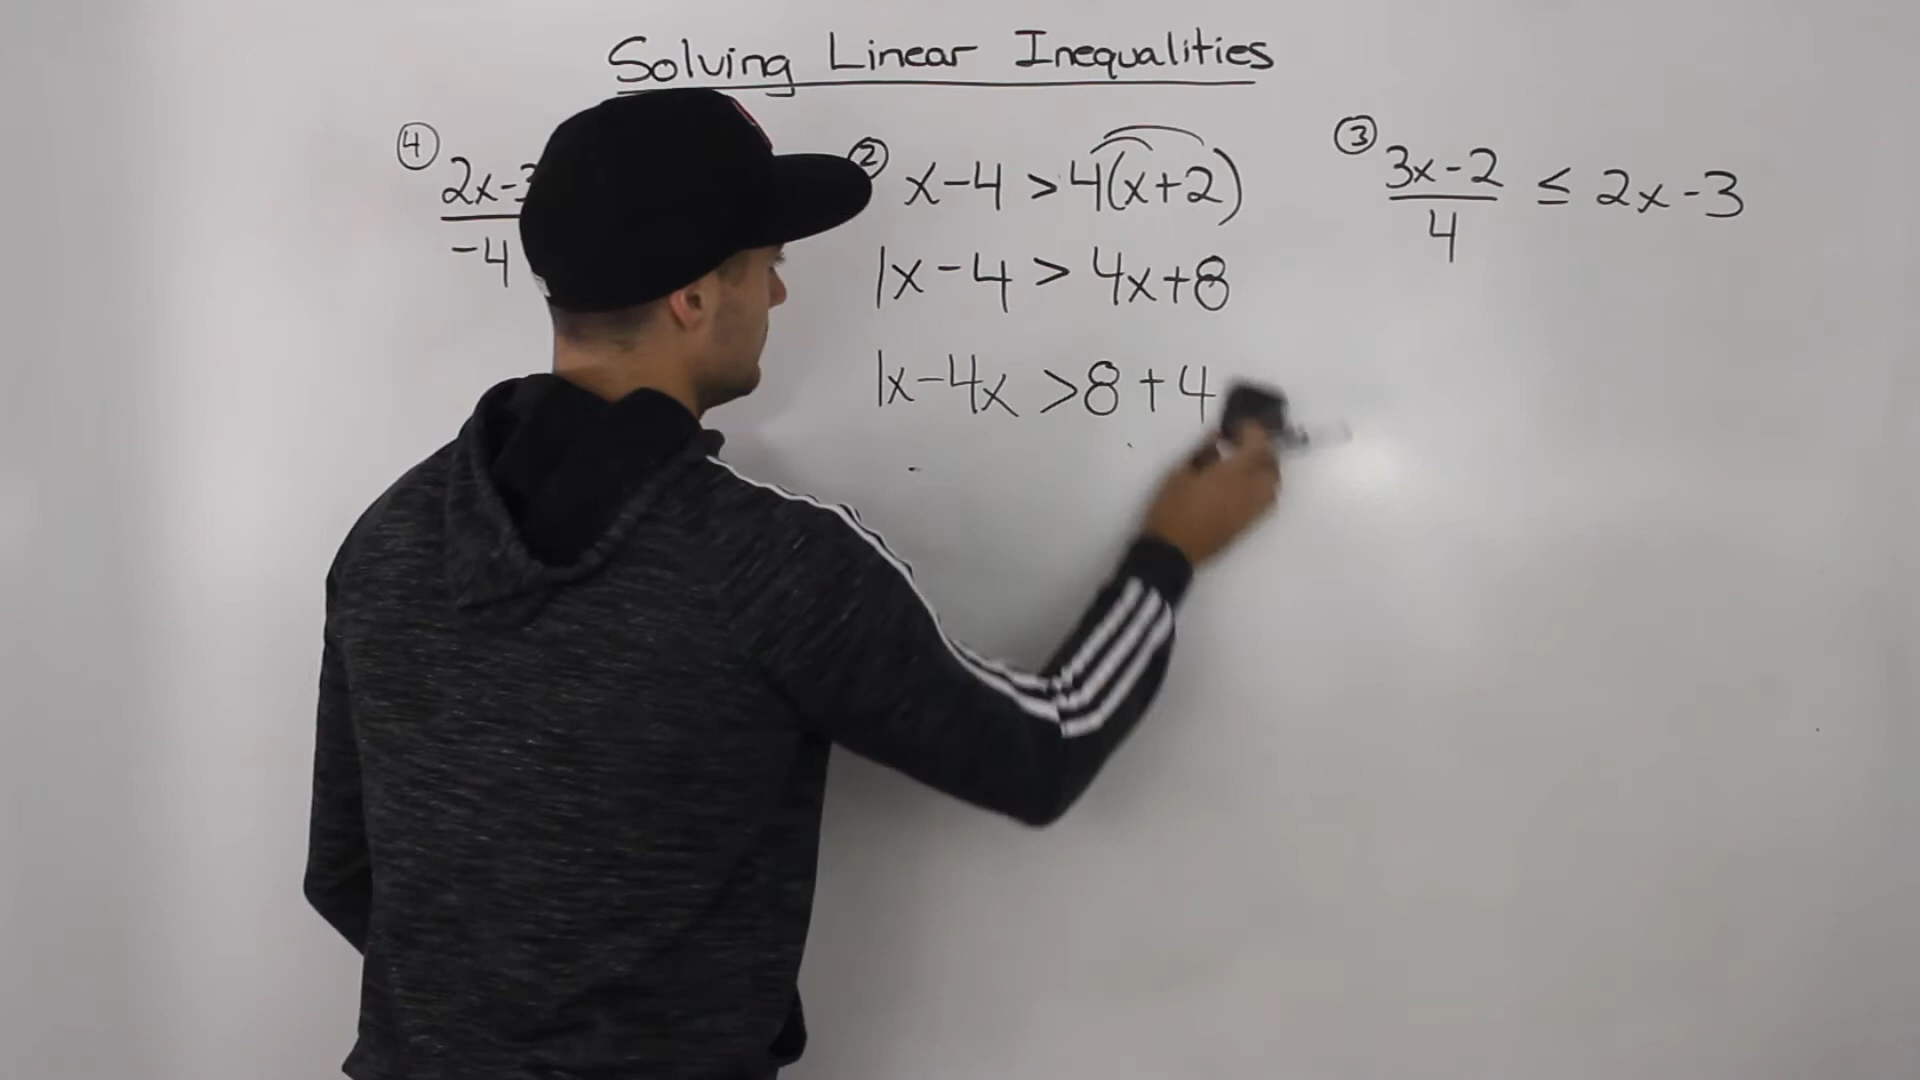 Solving Linear Inequalities
④
2x-3
-4
②
x-4 > 4(x+2)
1x-4 > 4x+8
1x-4x > 8+4
③
3x-2
4
≤ 2x-3